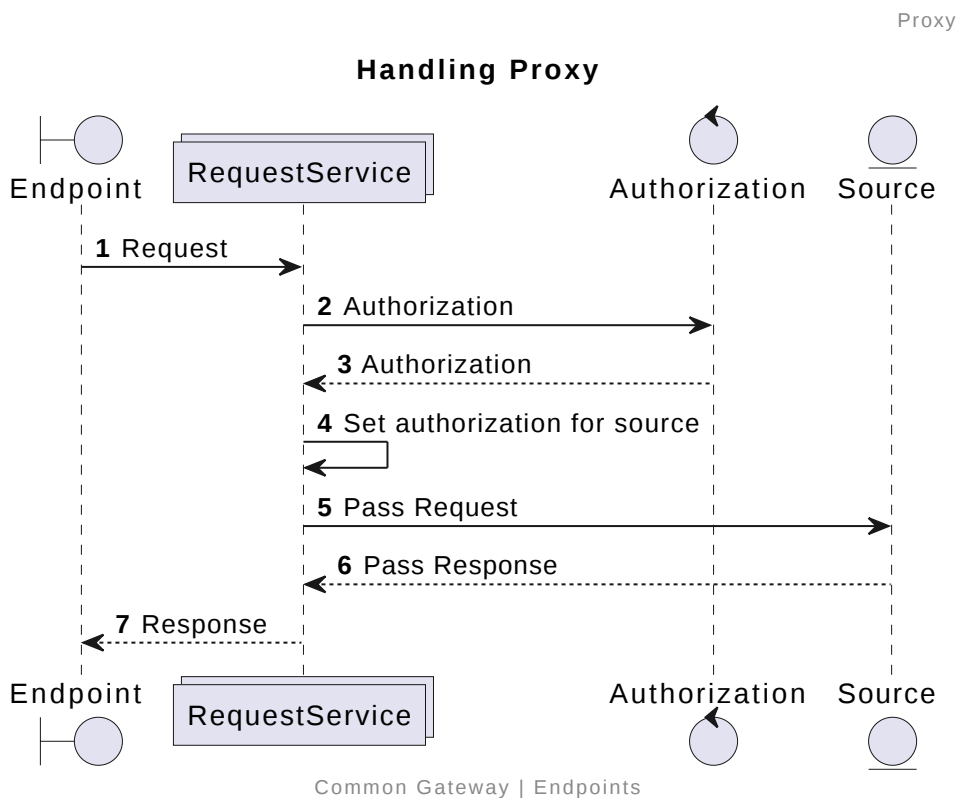 Proxy
Handling Proxy
Endpoint RequestService Authorization Source
1 Request
2 Authorization
3 Authorization
4 Set authorization for source
5 Pass Request
6 Pass Response
7 Response
Endpoint RequestService Authorization Source
Common Gateway | Endpoints